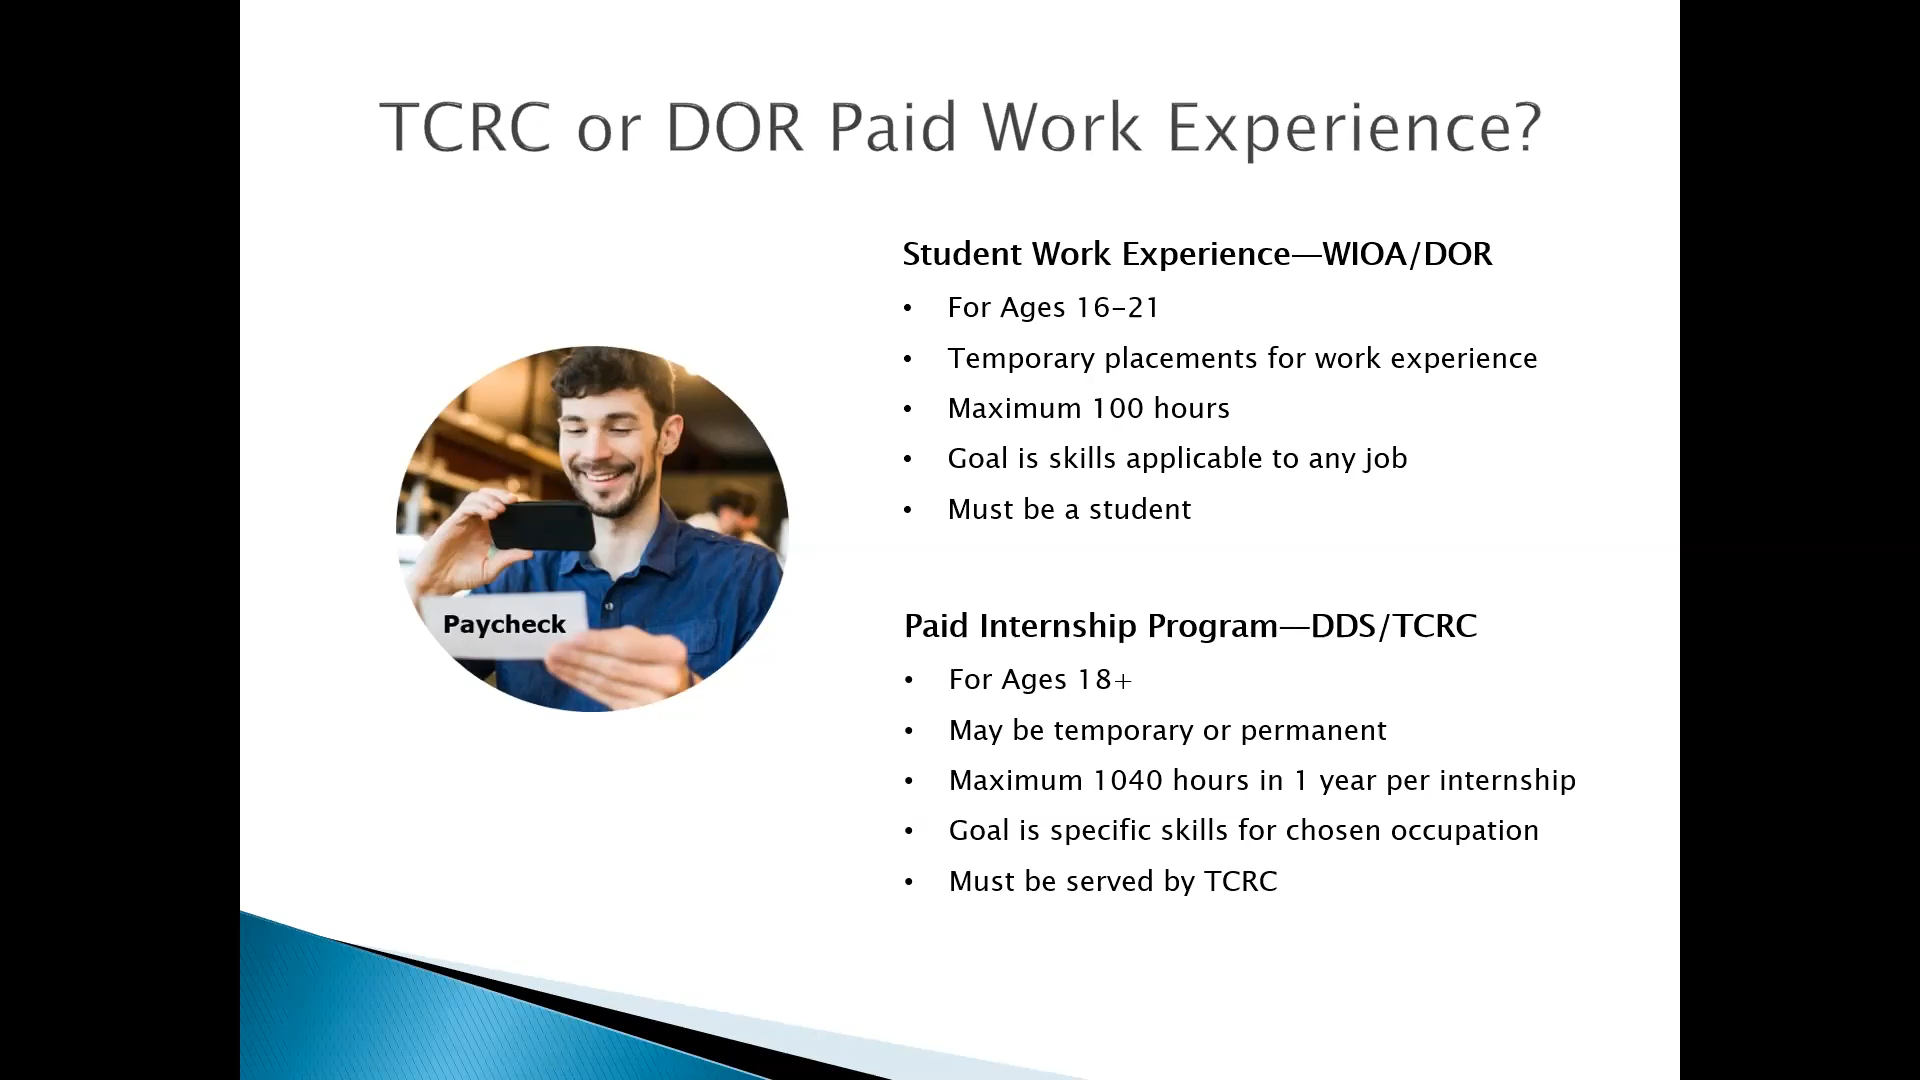 TCRC or DOR Paid Work Experience?
Student Work Experience—WIOA/DOR
• For Ages 16-21
• Temporary placements for work experience
• Maximum 100 hours
• Goal is skills applicable to any job
• Must be a student
Paycheck
Paid Internship Program—DDS/TCRC
• For Ages 18+
• May be temporary or permanent
• Maximum 1040 hours in 1 year per internship
• Goal is specific skills for chosen occupation
• Must be served by TCRC